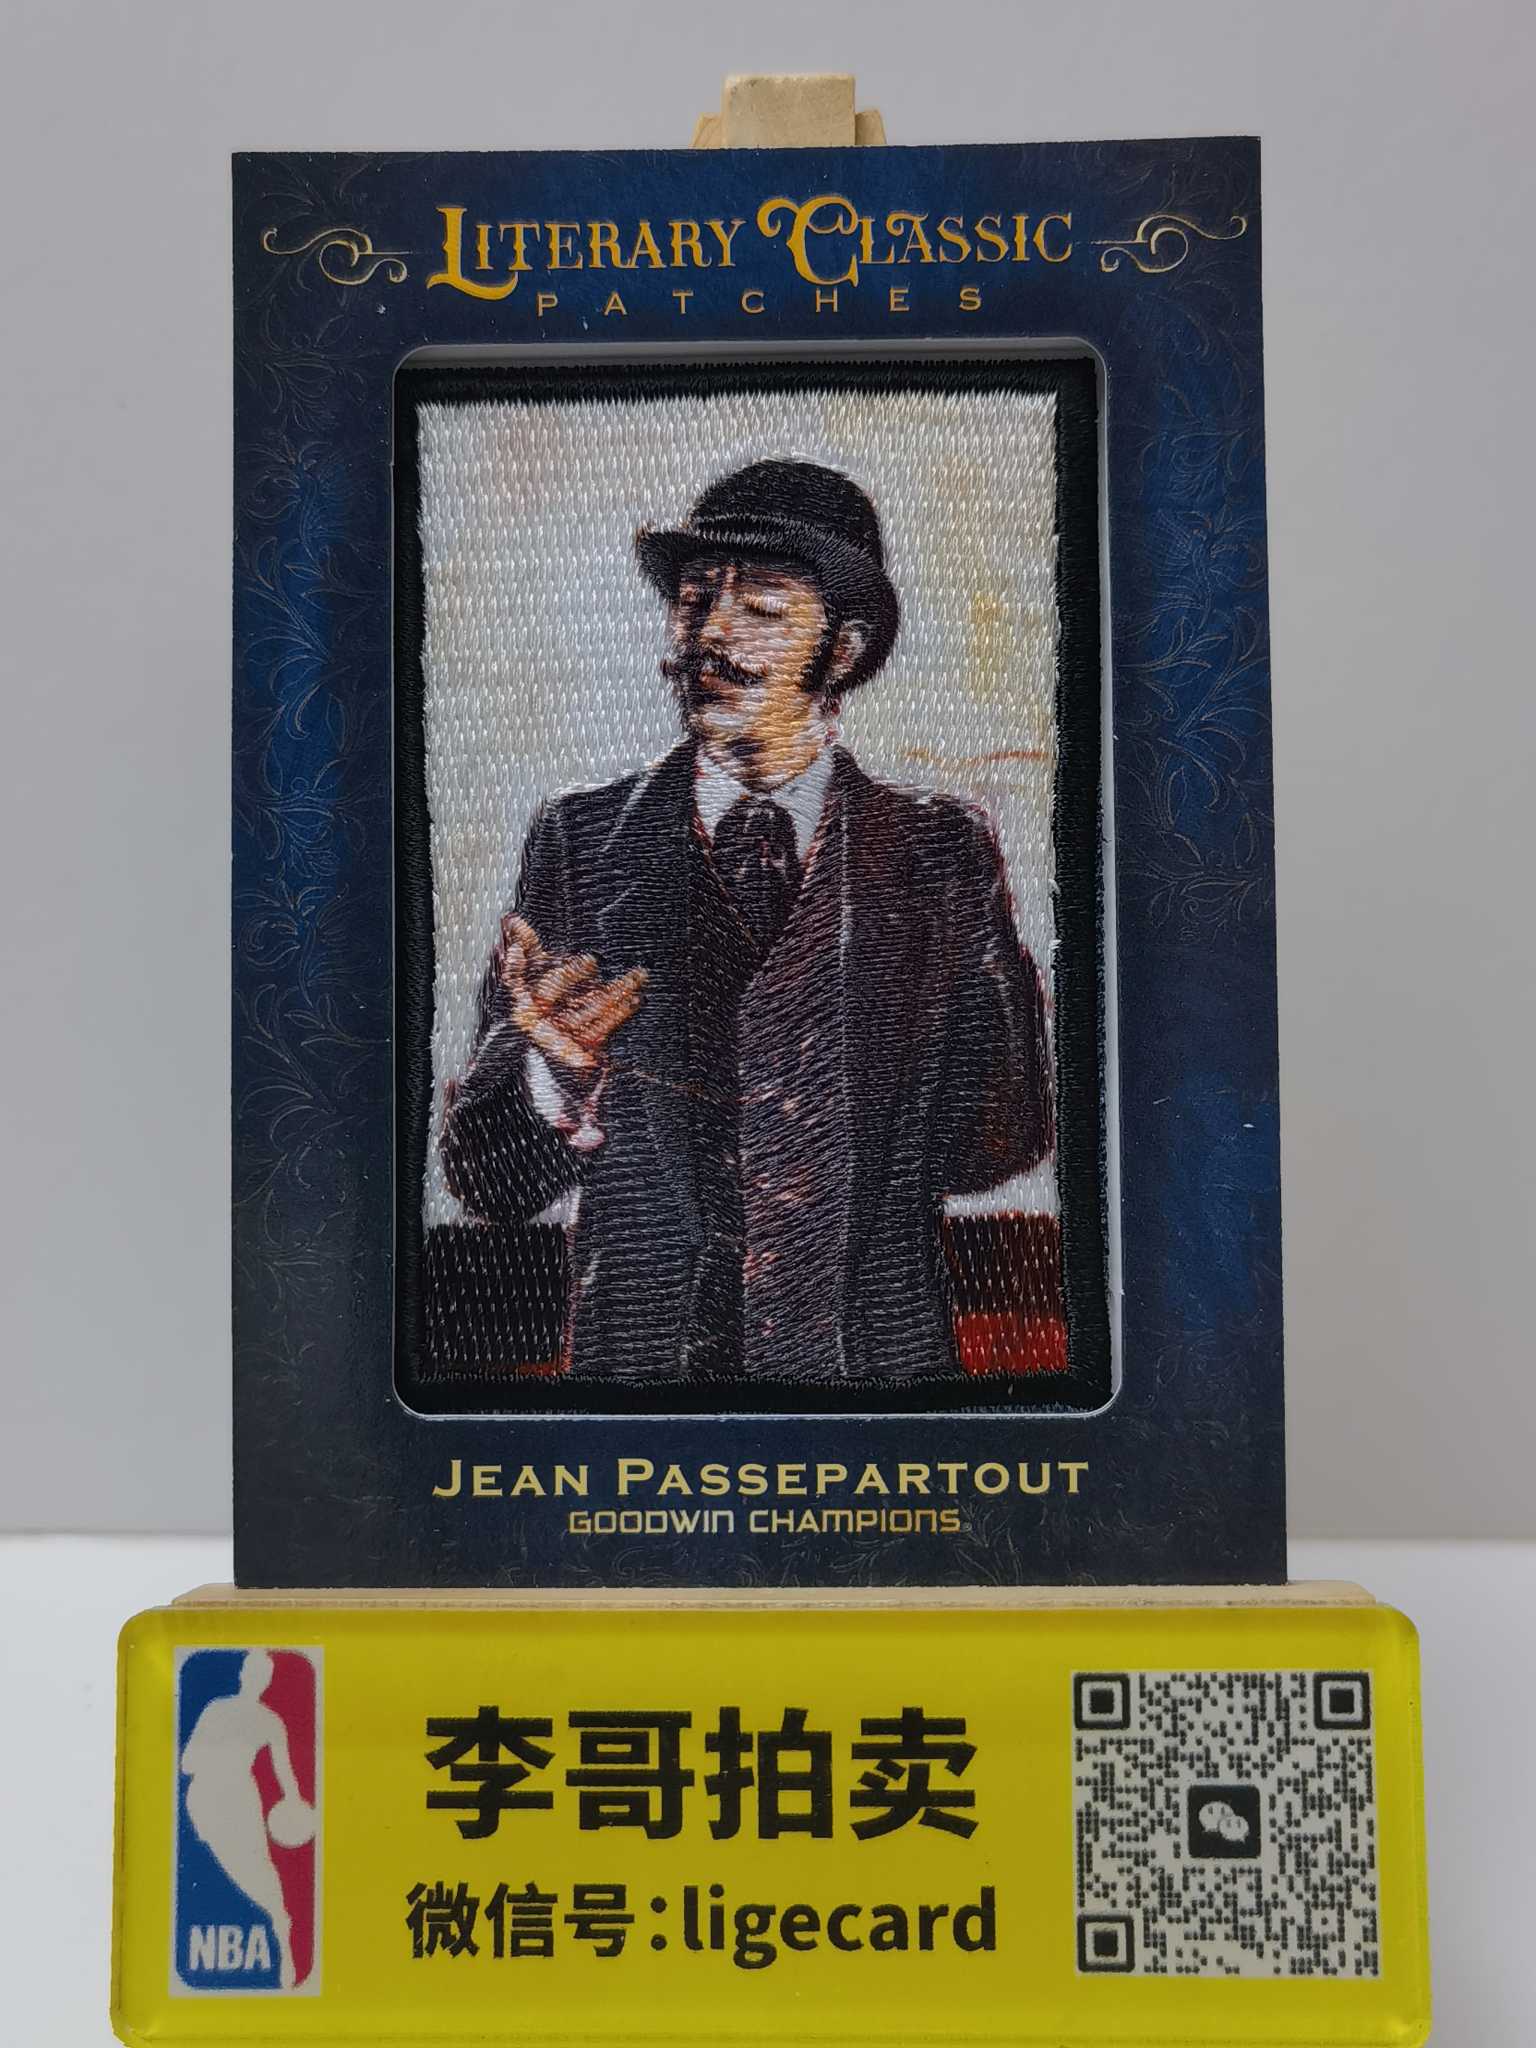 LITERARY CLASSIC
PATCHES
JEAN PASSEPARTOUT
GOODWIN CHAMPIONS
李哥拍卖
微信号:ligecard
NBA